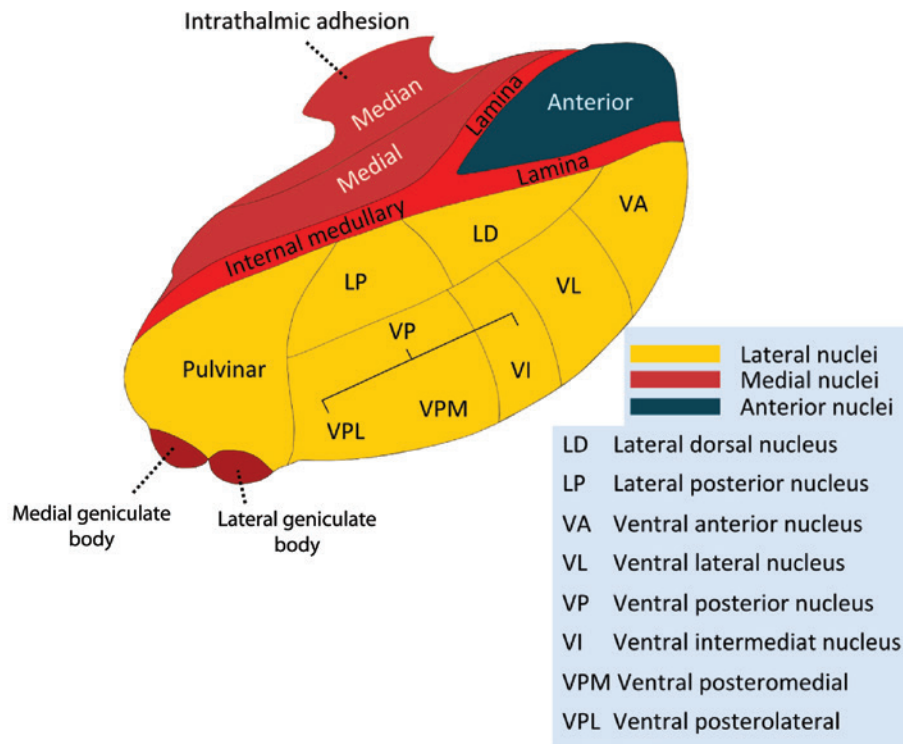 Intrathalmic adhesion
Median
Lamina
Anterior
Medial
Lamina
Internal medullary
VA
LD
LP
VL
VP
Pulvinar
VI
VPM
VPL
Medial geniculate
body
Lateral geniculate
body
Lateral nuclei
Medial nuclei
Anterior nuclei
LD Lateral dorsal nucleus
LP Lateral posterior nucleus
VA Ventral anterior nucleus
VL Ventral lateral nucleus
VP Ventral posterior nucleus
VI Ventral intermediat nucleus
VPM Ventral posteromedial
VPL Ventral posterolateral